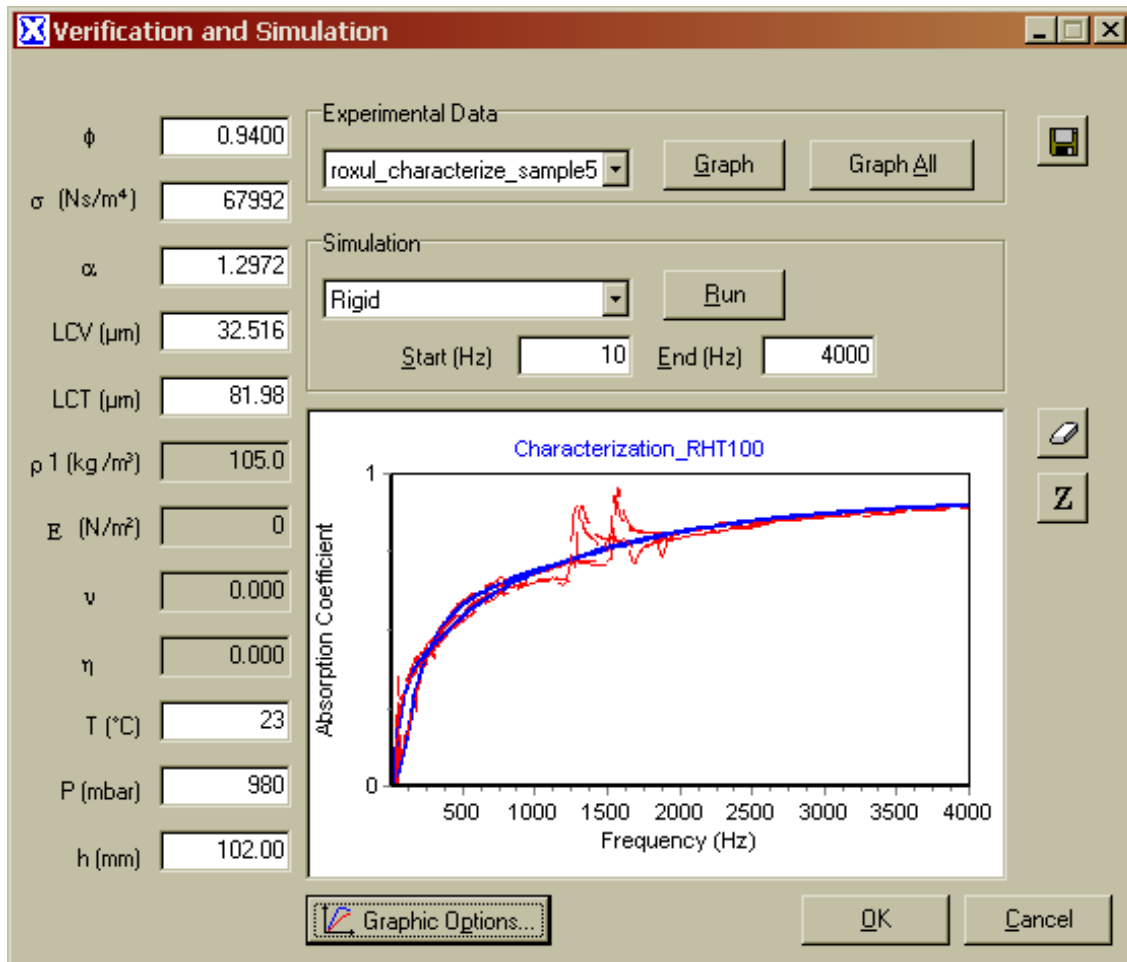 Verification and Simulation
ϕ 0.9400
σ (Ns/m⁴) 67992
α 1.2972
LCV (µm) 32.516
LCT (µm) 81.98
ρ1 (kg/m³) 105.0
E (N/m²) 0
ν 0.000
η 0.000
T (°C) 23
P (mbar) 980
h (mm) 102.00
Experimental Data
roxul_characterize_sample5 Graph Graph All
Simulation
Rigid Run
Start (Hz) 10 End (Hz) 4000
Characterization_RHT100
1
Absorption Coefficient
0
500 1000 1500 2000 2500 3000 3500 4000
Frequency (Hz)
Z
Graphic Options... OK Cancel